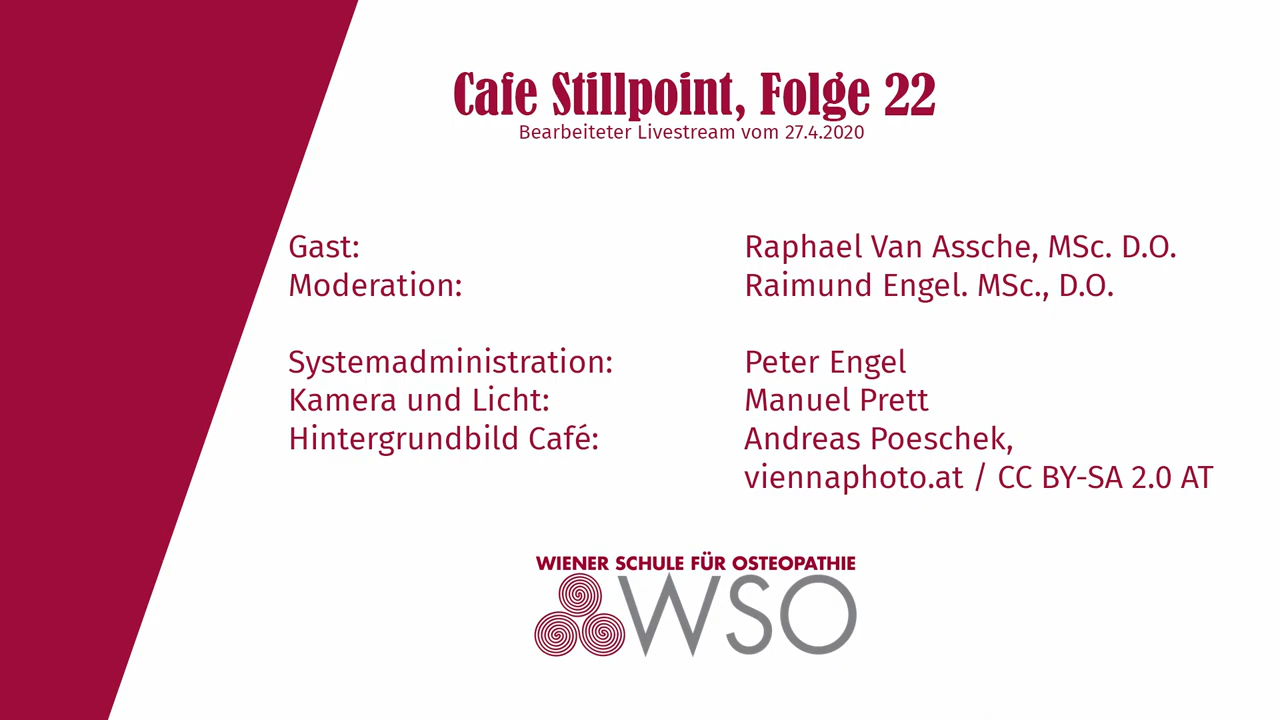 Cafe Stillpoint, Folge 22
Bearbeiteter Livestream vom 27.4.2020
Gast: Raphael Van Assche, MSc. D.O.
Moderation: Raimund Engel. MSc., D.O.
Systemadministration: Peter Engel
Kamera und Licht: Manuel Prett
Hintergrundbild Café: Andreas Poeschek,
viennaphoto.at / CC BY-SA 2.0 AT
WIENER SCHULE FÜR OSTEOPATHIE
WSO